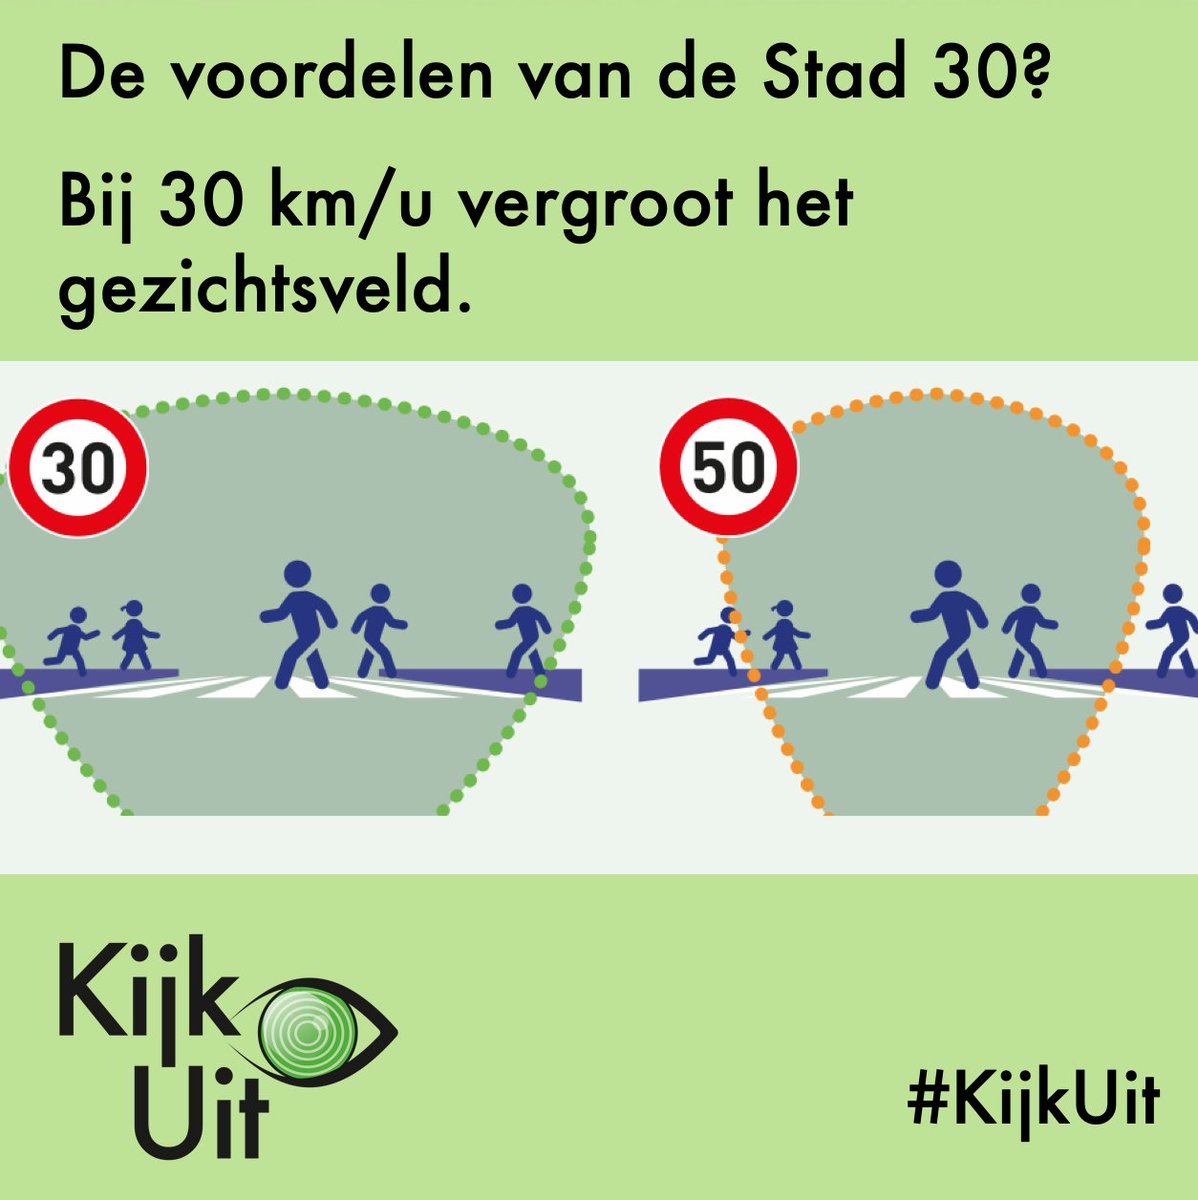 De voordelen van de Stad 30?
Bij 30 km/u vergroot het
gezichtsveld.
30
50
Kijk
Uit
#KijkUit